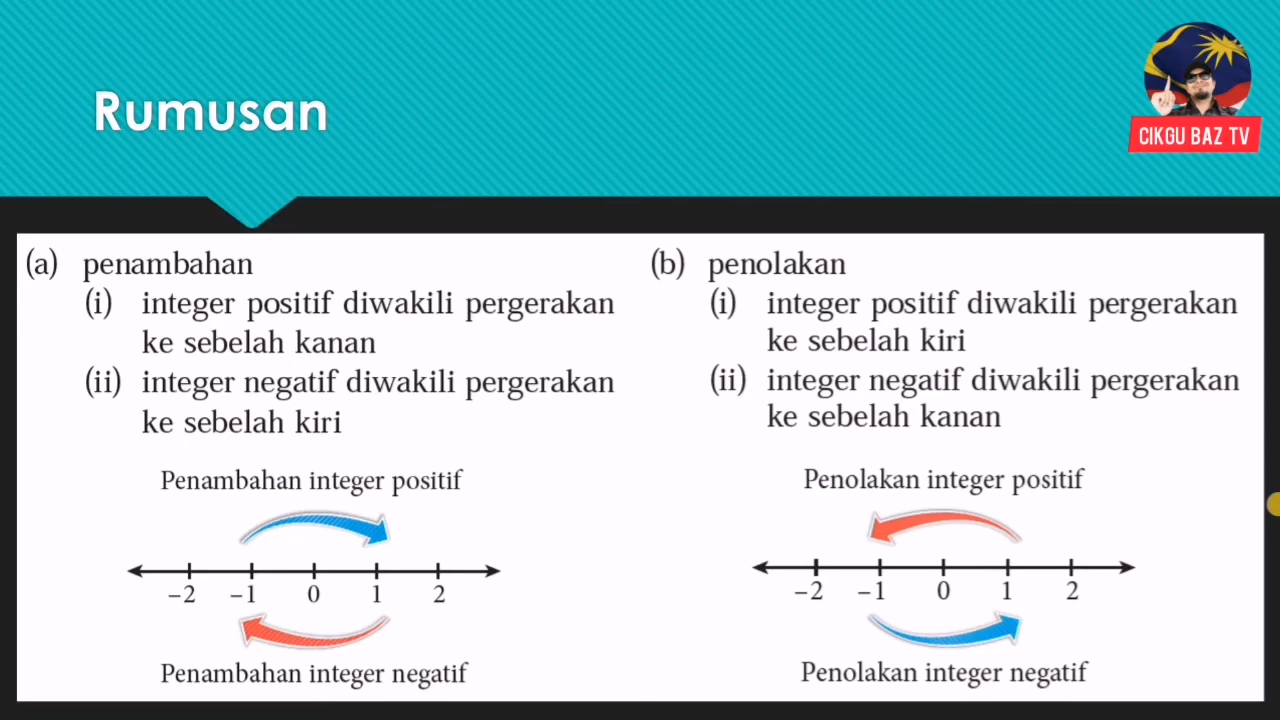 Rumusan
CIKGU BAZ TV
(a) penambahan
(i) integer positif diwakili pergerakan
ke sebelah kanan
(ii) integer negatif diwakili pergerakan
ke sebelah kiri
Penambahan integer positif
–2 –1 0 1 2
Penambahan integer negatif
(b) penolakan
(i) integer positif diwakili pergerakan
ke sebelah kiri
(ii) integer negatif diwakili pergerakan
ke sebelah kanan
Penolakan integer positif
–2 –1 0 1 2
Penolakan integer negatif